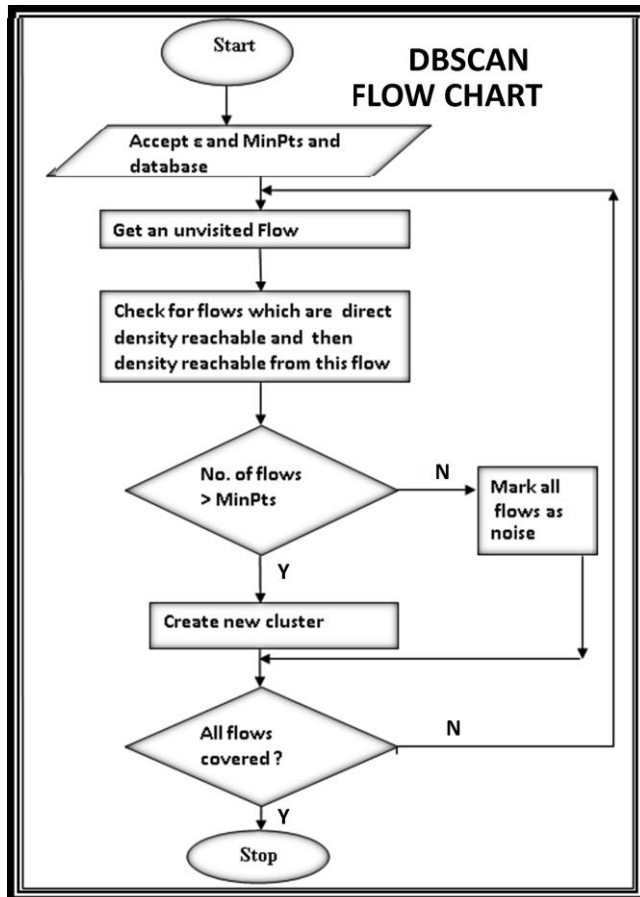 Start
DBSCAN
FLOW CHART
Accept ε and MinPts and
database
Get an unvisited Flow
Check for flows which are direct
density reachable and then
density reachable from this flow
No. of flows
> MinPts
N
Mark all
flows as
noise
Y
Create new cluster
All flows
covered ?
N
Y
Stop